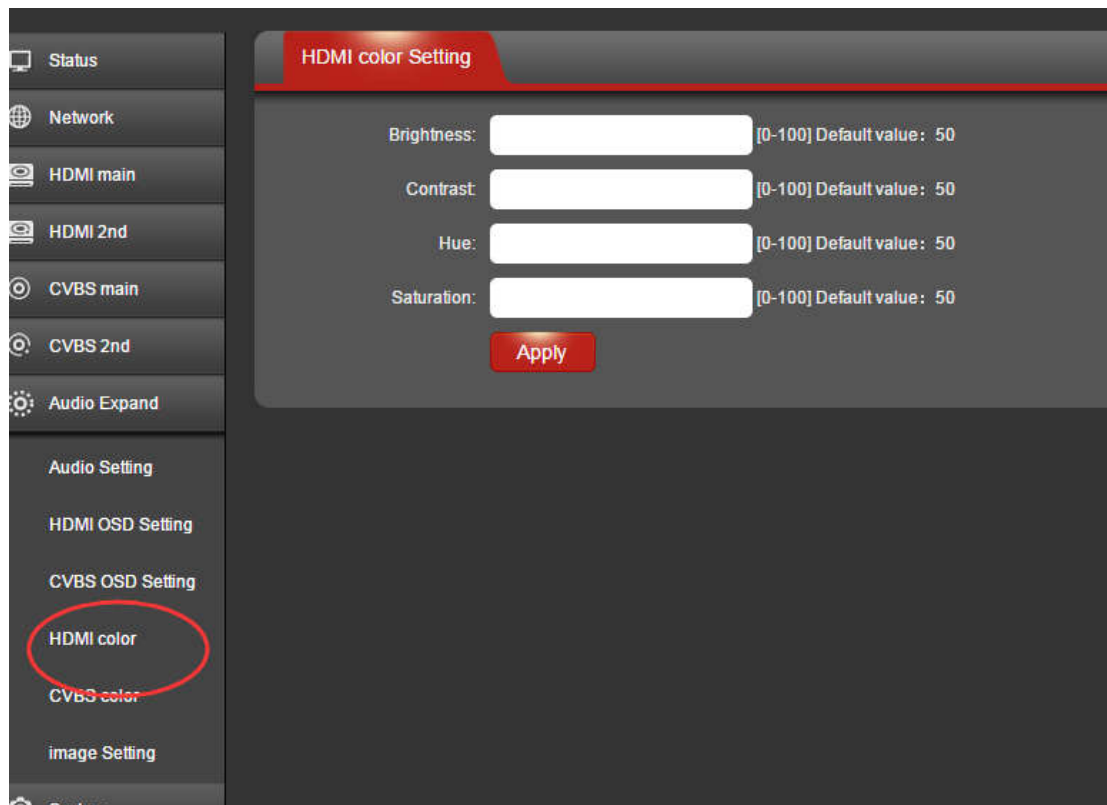 Status
Network
HDMI main
HDMI 2nd
CVBS main
CVBS 2nd
Audio Expand
Audio Setting
HDMI OSD Setting
CVBS OSD Setting
HDMI color
CVBS color
image Setting
HDMI color Setting
Brightness: [0-100] Default value：50
Contrast: [0-100] Default value：50
Hue: [0-100] Default value：50
Saturation: [0-100] Default value：50
Apply